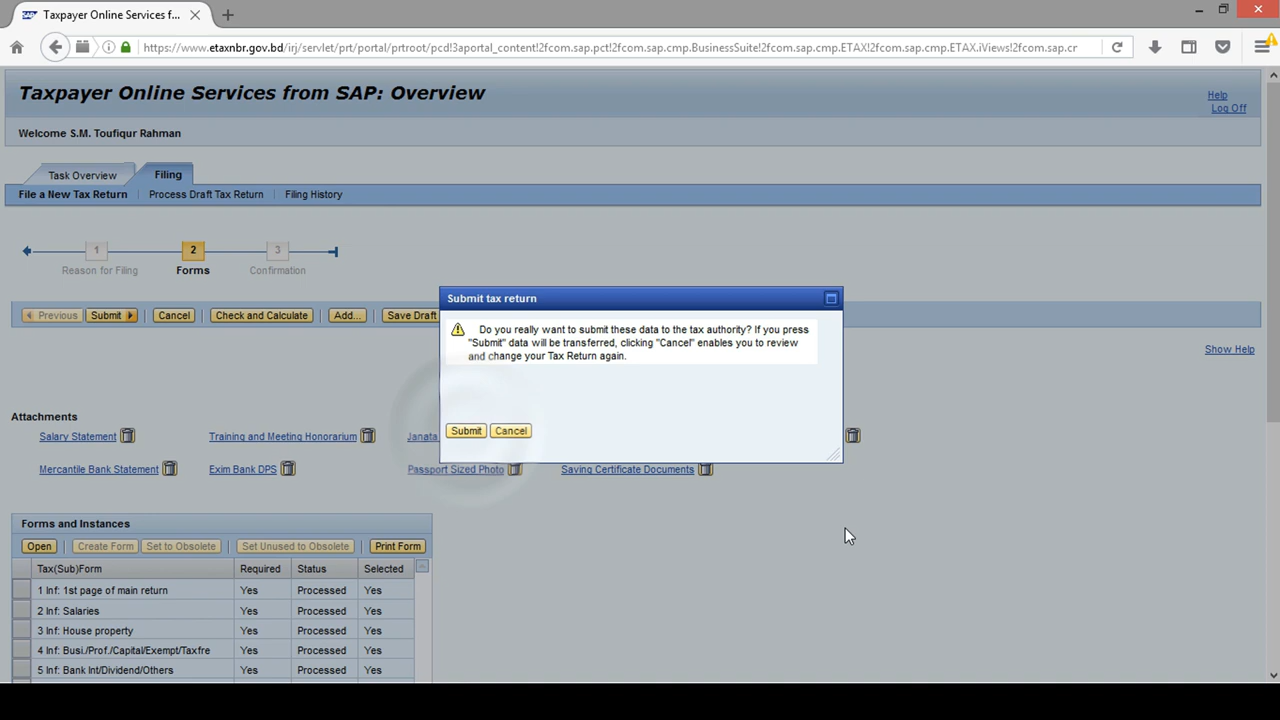 Taxpayer Online Services f...
https://www.etaxnbr.gov.bd/irj/servlet/prt/portal/prtroot/pcd!3aportal_content!2fcom.sap.pct!2fcom.sap.cmp.BusinessSuite!2fcom.sap.cmp.ETAX!2fcom.sap.cmp.ETAX.iViews!2fcom.sap.cr
Taxpayer Online Services from SAP: Overview
Help
Log Off
Welcome S.M. Toufiqur Rahman
Task Overview Filing
File a New Tax Return Process Draft Tax Return Filing History
1 2 3
Reason for Filing Forms Confirmation
Previous Submit Cancel Check and Calculate Add... Save Draft
Show Help
Submit tax return
Do you really want to submit these data to the tax authority? If you press
"Submit" data will be transferred, clicking "Cancel" enables you to review
and change your Tax Return again.
Submit Cancel
Attachments
Salary Statement Training and Meeting Honorarium Janata
Mercantile Bank Statement Exim Bank DPS Passport Sized Photo Saving Certificate Documents
Forms and Instances
Open Create Form Set to Obsolete Set Unused to Obsolete Print Form
Tax(Sub)Form Required Status Selected
1 Inf: 1st page of main return Yes Processed Yes
2 Inf: Salaries Yes Processed Yes
3 Inf: House property Yes Processed Yes
4 Inf: Busi./Prof./Capital/Exempt/Taxfre Yes Processed Yes
5 Inf: Bank Int/Dividend/Others Yes Processed Yes